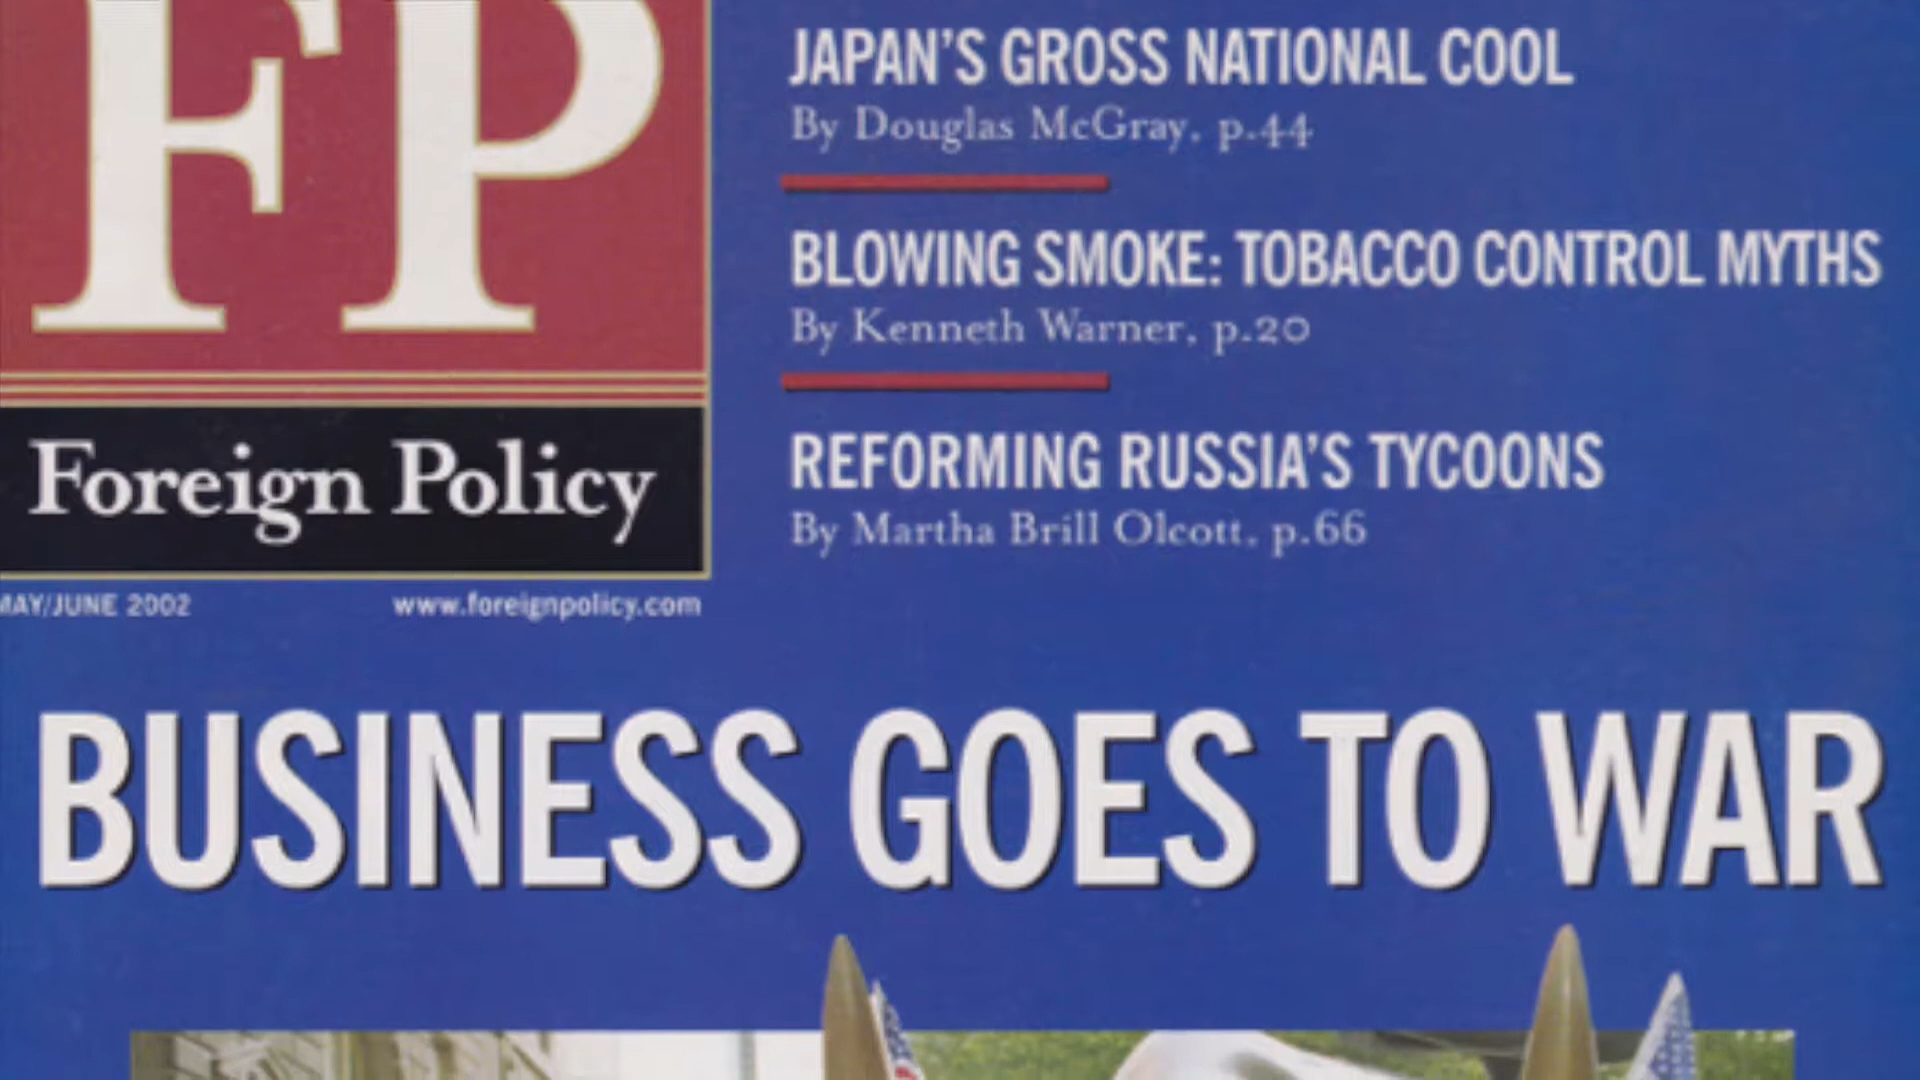 FP
Foreign Policy
MAY/JUNE 2002
www.foreignpolicy.com
JAPAN'S GROSS NATIONAL COOL
By Douglas McGray, p.44
BLOWING SMOKE: TOBACCO CONTROL MYTHS
By Kenneth Warner, p.20
REFORMING RUSSIA'S TYCOONS
By Martha Brill Olcott, p.66
BUSINESS GOES TO WAR